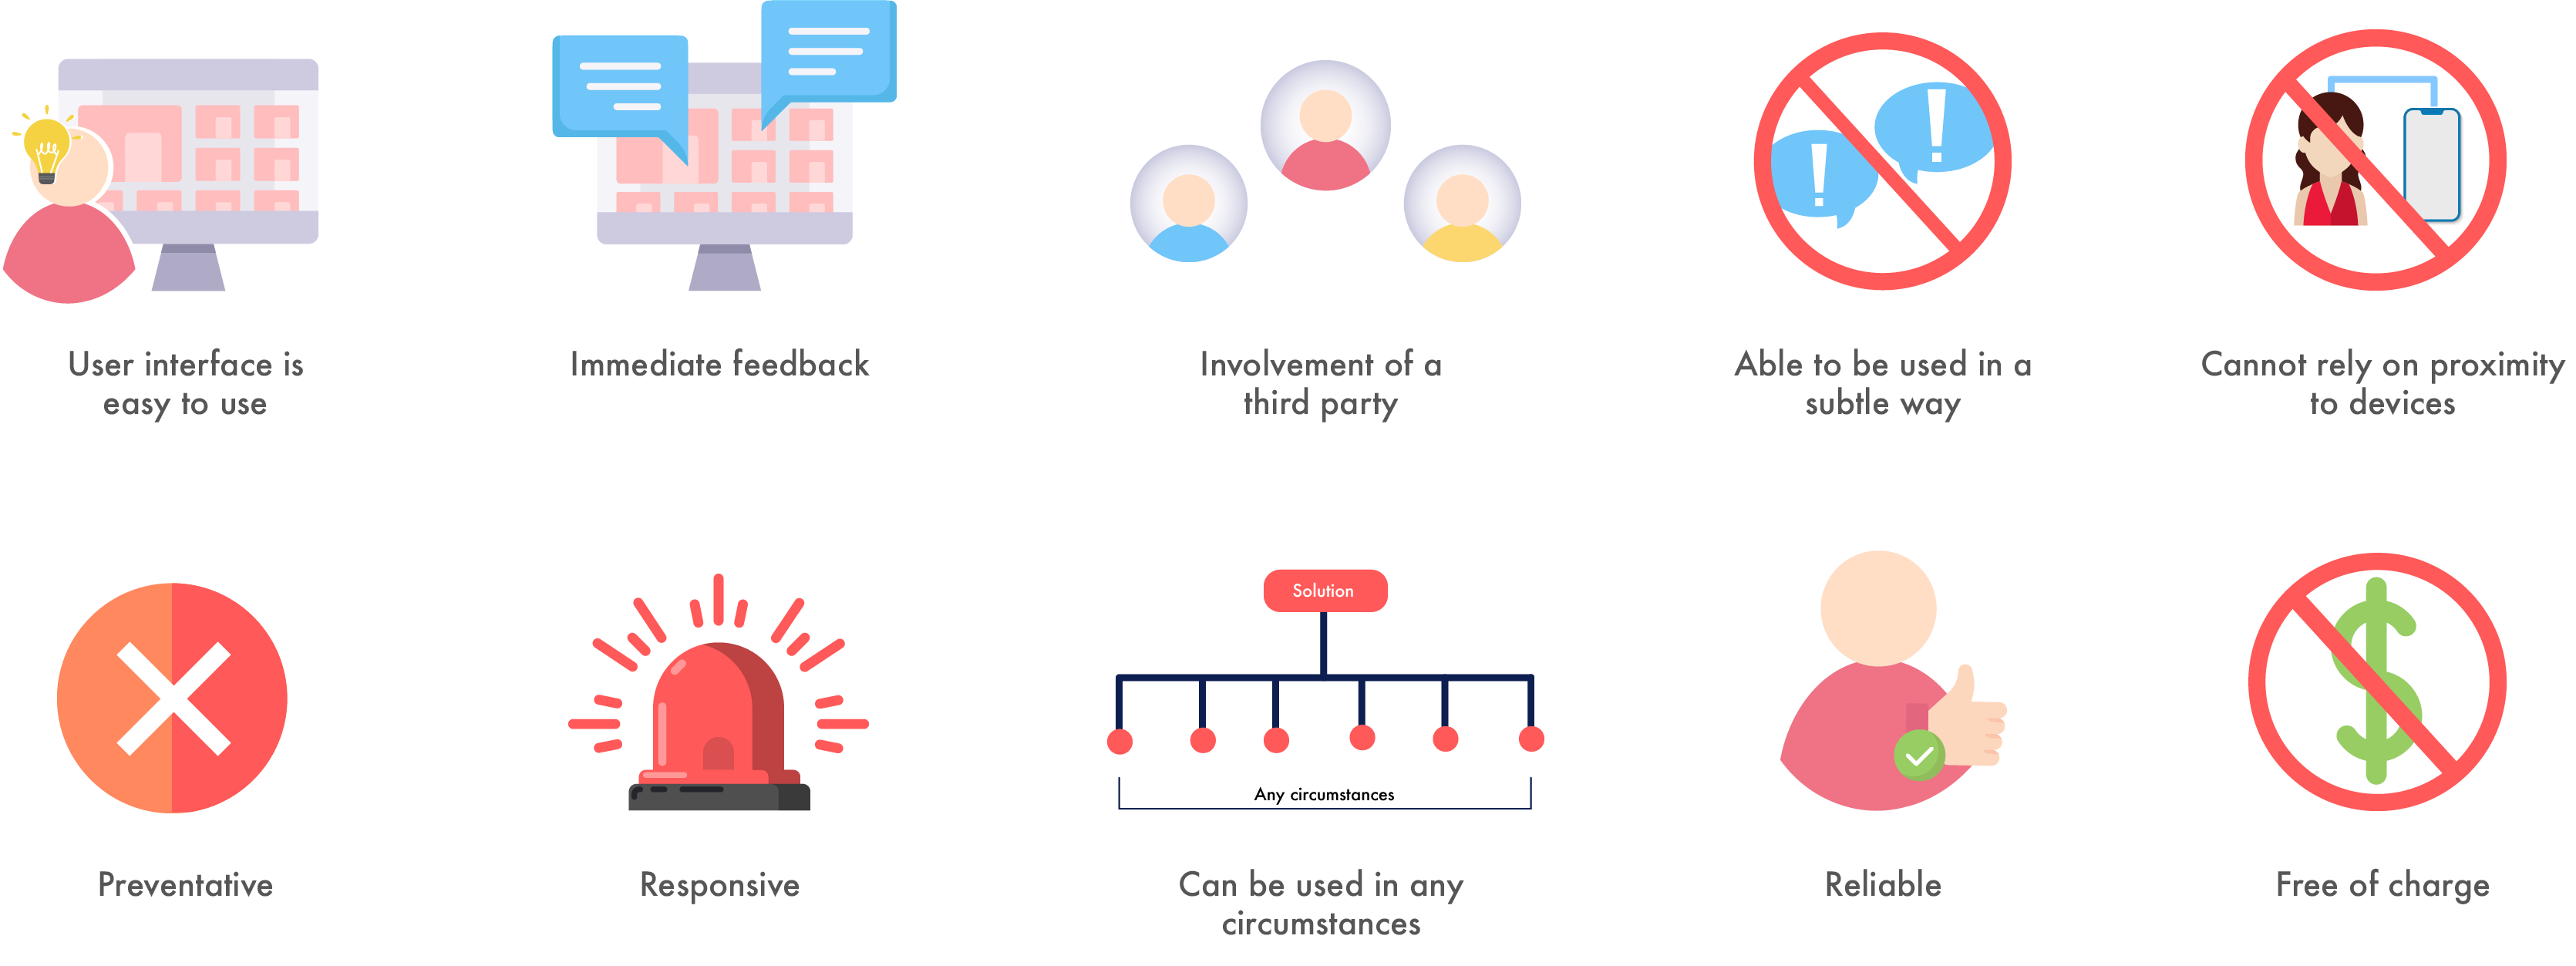 User interface is
easy to use
Immediate feedback
Involvement of a
third party
Able to be used in a
subtle way
Cannot rely on proximity
to devices
Preventative
Responsive
Solution
Any circumstances
Can be used in any
circumstances
Reliable
Free of charge